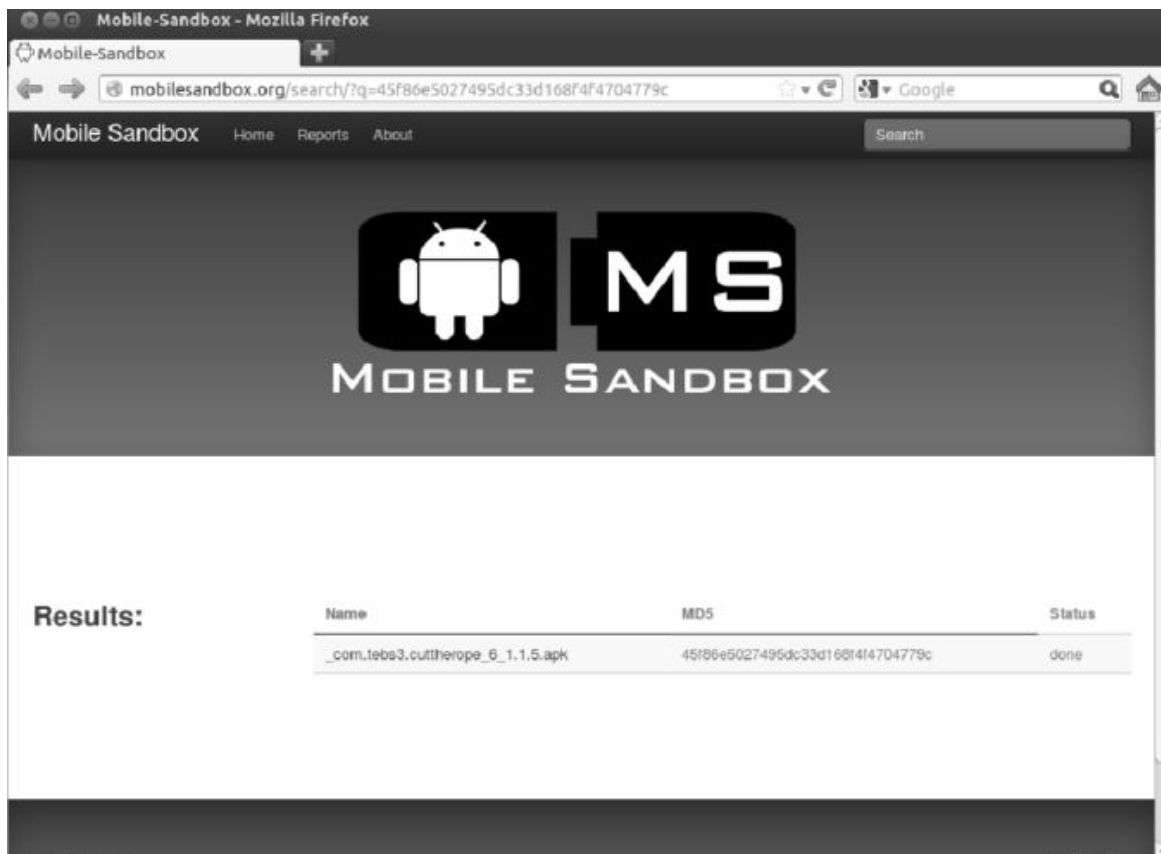 Mobile-Sandbox - Mozilla Firefox
Mobile-Sandbox
mobilesandbox.org/search/?q=45f86e5027495dc33d168f4f4704779c
Google
Mobile Sandbox Home Reports About Search
MS
MOBILE SANDBOX
Results:
Name MD5 Status
_com.tebs3.cuttherope_6_1.1.5.apk 45f86e5027495dc33d168f4f4704779c done